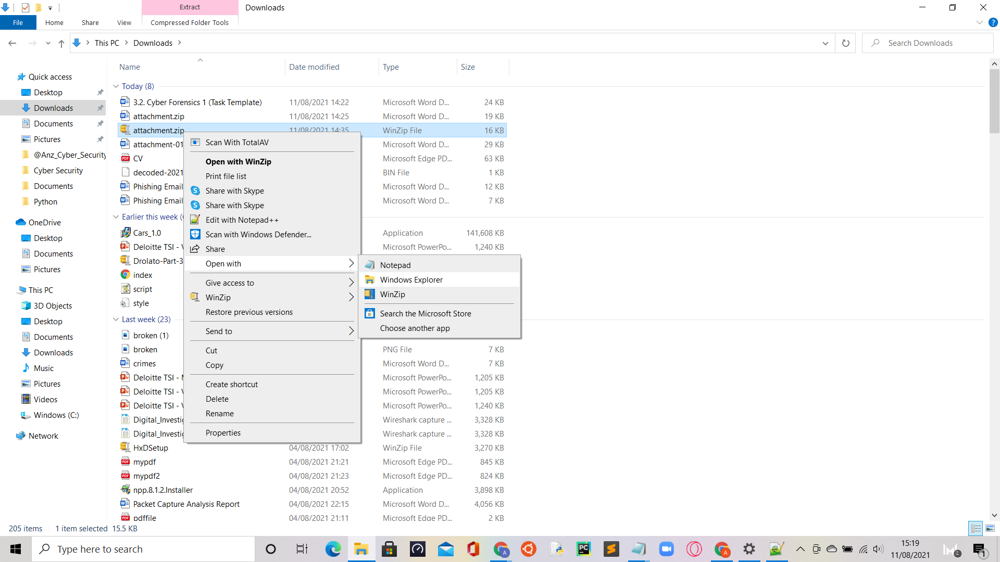 Extract
Downloads
File
Home
Share
View
Compressed Folder Tools
This PC
Downloads
Search Downloads
Name
Date modified
Type
Size
Quick access
Desktop
Downloads
Documents
Pictures
@Anz_Cyber_Security
Cyber Security
Documents
Python
OneDrive
Desktop
Documents
Pictures
This PC
3D Objects
Desktop
Documents
Downloads
Music
Pictures
Videos
Windows (C:)
Network
Today (8)
3.2. Cyber Forensics 1 (Task Template) 11/08/2021 14:22 Microsoft Word D... 24 KB
attachment.zip 11/08/2021 14:25 Microsoft Word D... 19 KB
attachment.zip 11/08/2021 14:35 WinZip File 16 KB
attachment-01 Microsoft Word D... 29 KB
CV Microsoft Edge PD... 63 KB
decoded-2021 BIN File 1 KB
Phishing Email Microsoft Word D... 12 KB
Phishing Email Microsoft Word D... 7 KB
Earlier this week (
Cars_1.0 Application 141,608 KB
Deloitte TSI - V Microsoft PowerPo... 1,240 KB
Drolato-Part-3
index
script
style
Last week (23)
broken (1)
broken PNG File 7 KB
crimes Microsoft Word D... 7 KB
Deloitte TSI - Microsoft PowerPo... 1,205 KB
Deloitte TSI - V Microsoft PowerPo... 1,205 KB
Deloitte TSI - V Microsoft PowerPo... 1,240 KB
Digital_Investig Wireshark capture ... 3,328 KB
Digital_Investig Wireshark capture ... 3,328 KB
HxDSetup 04/08/2021 17:02 WinZip File 3,270 KB
mypdf 04/08/2021 21:21 Microsoft Edge PD... 845 KB
mypdf2 04/08/2021 21:23 Microsoft Edge PD... 824 KB
npp.8.1.2.Installer 04/08/2021 20:52 Application 3,898 KB
Packet Capture Analysis Report 04/08/2021 22:15 Microsoft Word D... 4,056 KB
pdffile 04/08/2021 21:11 Microsoft Edge PD... 2 KB
Scan With TotalAV
Open with WinZip
Print file list
Share with Skype
Share with Skype
Edit with Notepad++
Scan with Windows Defender...
Share
Open with
Give access to
WinZip
Restore previous versions
Send to
Cut
Copy
Create shortcut
Delete
Rename
Properties
Notepad
Windows Explorer
WinZip
Search the Microsoft Store
Choose another app
205 items 1 item selected 15.5 KB
Type here to search
15:19
11/08/2021
2
1